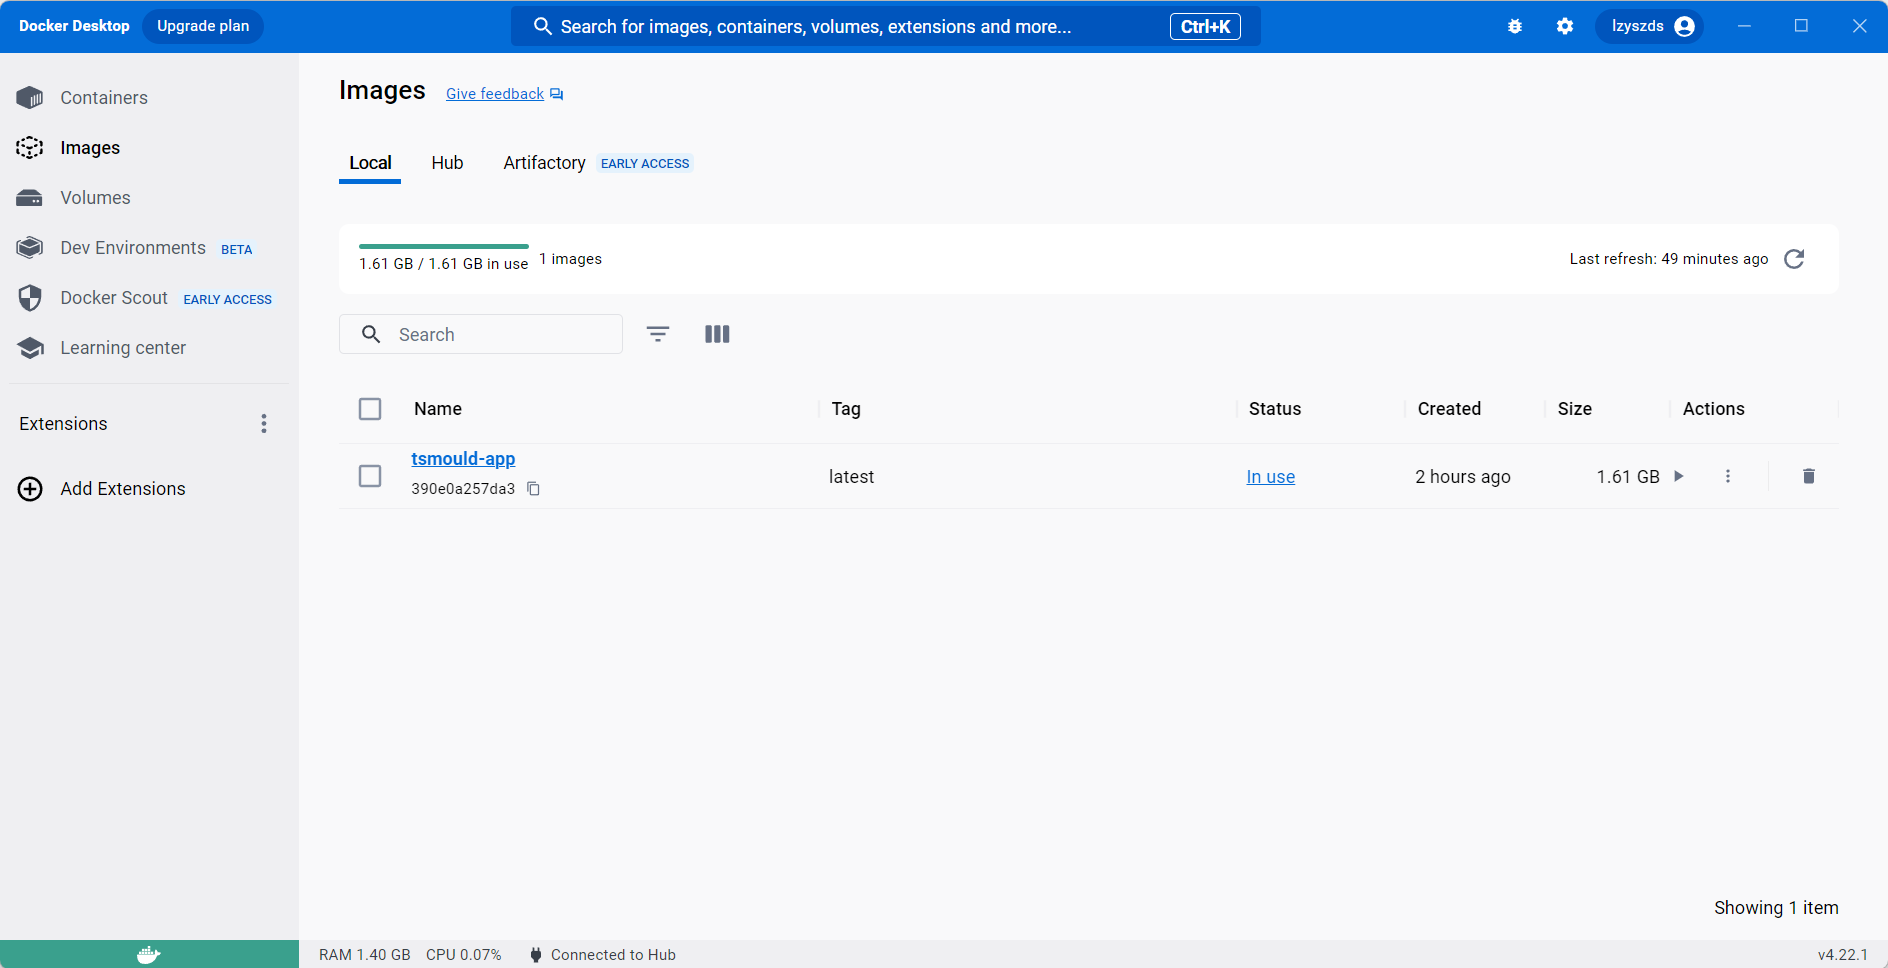 Docker Desktop Upgrade plan Search for images, containers, volumes, extensions and more... Ctrl+K lzyszds
Containers
Images
Volumes
Dev Environments BETA
Docker Scout EARLY ACCESS
Learning center
Extensions
Add Extensions
Images Give feedback
Local Hub Artifactory EARLY ACCESS
1.61 GB / 1.61 GB in use 1 images Last refresh: 49 minutes ago
Search
Name Tag Status Created Size Actions
tsmould-app
390e0a257da3
latest In use 2 hours ago 1.61 GB
Showing 1 item
RAM 1.40 GB CPU 0.07% Connected to Hub v4.22.1